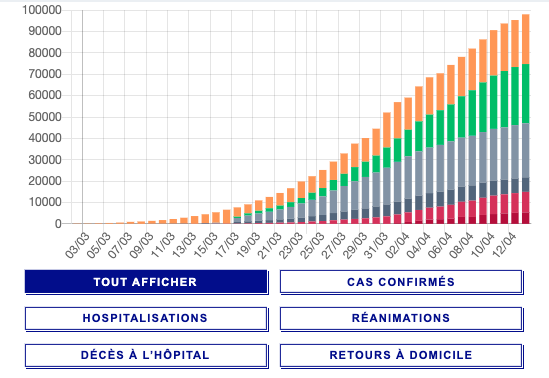 100000
90000
80000
70000
60000
50000
40000
30000
20000
10000
0
03/03 05/03 07/03 09/03 11/03 13/03 15/03 17/03 19/03 21/03 23/03 25/03 27/03 29/03 31/03 02/04 04/04 06/04 08/04 10/04 12/04
TOUT AFFICHER CAS CONFIRMÉS
HOSPITALISATIONS RÉANIMATIONS
DÉCÈS À L'HÔPITAL RETOURS À DOMICILE